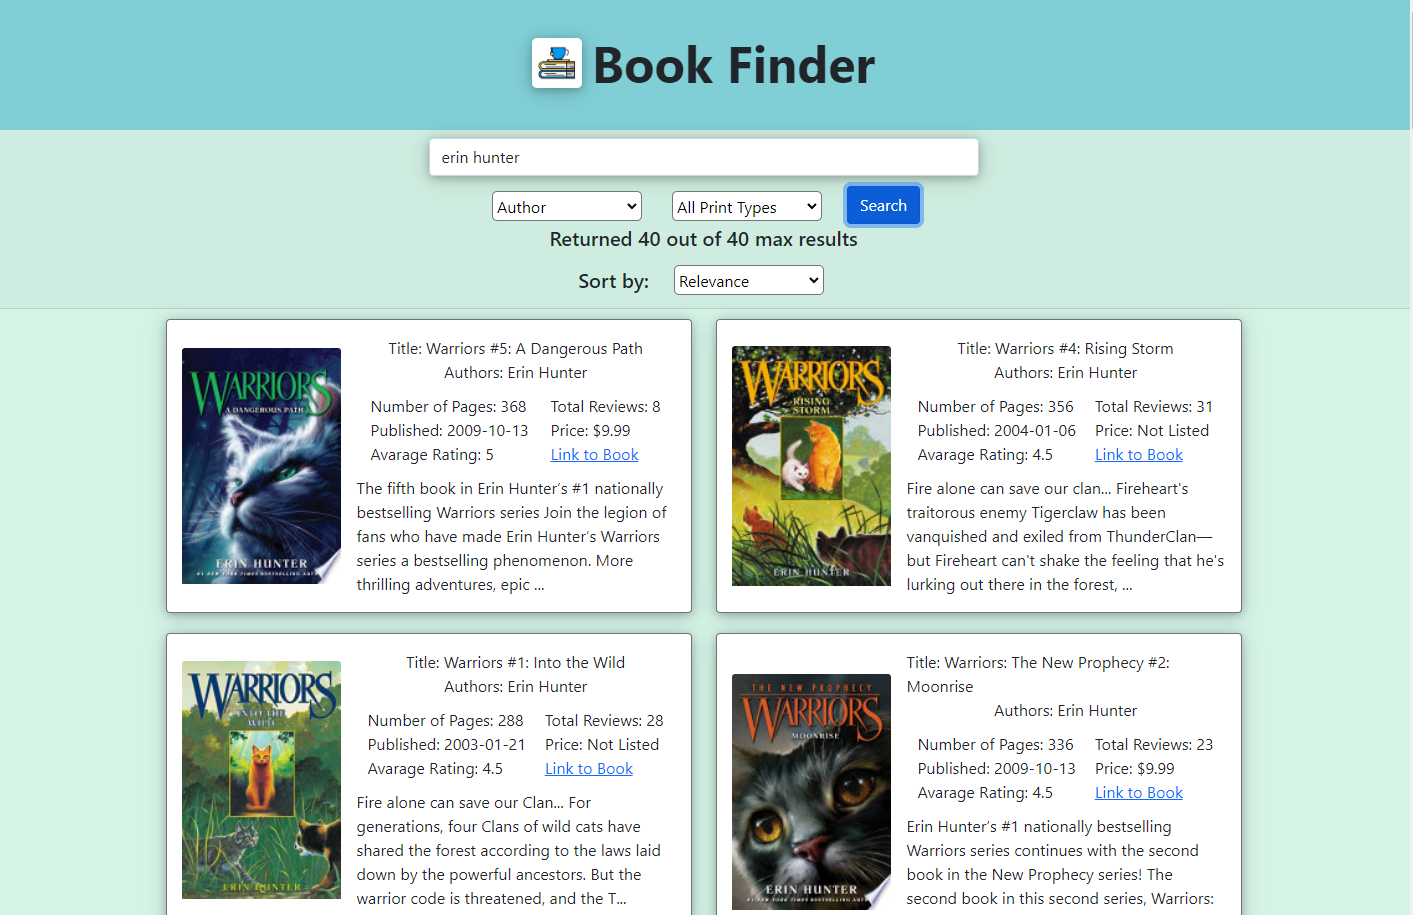 Book Finder
erin hunter
Author
All Print Types
Search
Returned 40 out of 40 max results
Sort by:
Relevance
WARRIORS
A DANGEROUS PATH
ERIN HUNTER
#1 NEW YORK TIMES BESTSELLING
Title: Warriors #5: A Dangerous Path
Authors: Erin Hunter
Number of Pages: 368
Total Reviews: 8
Published: 2009-10-13
Price: $9.99
Avarage Rating: 5
Link to Book
The fifth book in Erin Hunter’s #1 nationally
bestselling Warriors series Join the legion of
fans who have made Erin Hunter’s Warriors
series a bestselling phenomenon. More
thrilling adventures, epic ...
WARRIORS
RISING
STORM
ERIN HUNTER
Title: Warriors #4: Rising Storm
Authors: Erin Hunter
Number of Pages: 356
Total Reviews: 31
Published: 2004-01-06
Price: Not Listed
Avarage Rating: 4.5
Link to Book
Fire alone can save our clan... Fireheart's
traitorous enemy Tigerclaw has been
vanquished and exiled from ThunderClan—
but Fireheart can't shake the feeling that he's
lurking out there in the forest, ...
WARRIORS
INTO THE
WILD
ERIN HUNTER
Title: Warriors #1: Into the Wild
Authors: Erin Hunter
Number of Pages: 288
Total Reviews: 28
Published: 2003-01-21
Price: Not Listed
Avarage Rating: 4.5
Link to Book
Fire alone can save our Clan... For
generations, four Clans of wild cats have
shared the forest according to the laws laid
down by the powerful ancestors. But the
warrior code is threatened, and the T...
THE NEW PROPHECY
WARRIORS
MOONRISE
ERIN HUNTER
#1 NEW YORK TIMES BESTSELLING
Title: Warriors: The New Prophecy #2:
Moonrise
Authors: Erin Hunter
Number of Pages: 336
Total Reviews: 23
Published: 2009-10-13
Price: $9.99
Avarage Rating: 4.5
Link to Book
Erin Hunter’s #1 nationally bestselling
Warriors series continues with the second
book in the New Prophecy series! The
second book in this second series, Warriors: